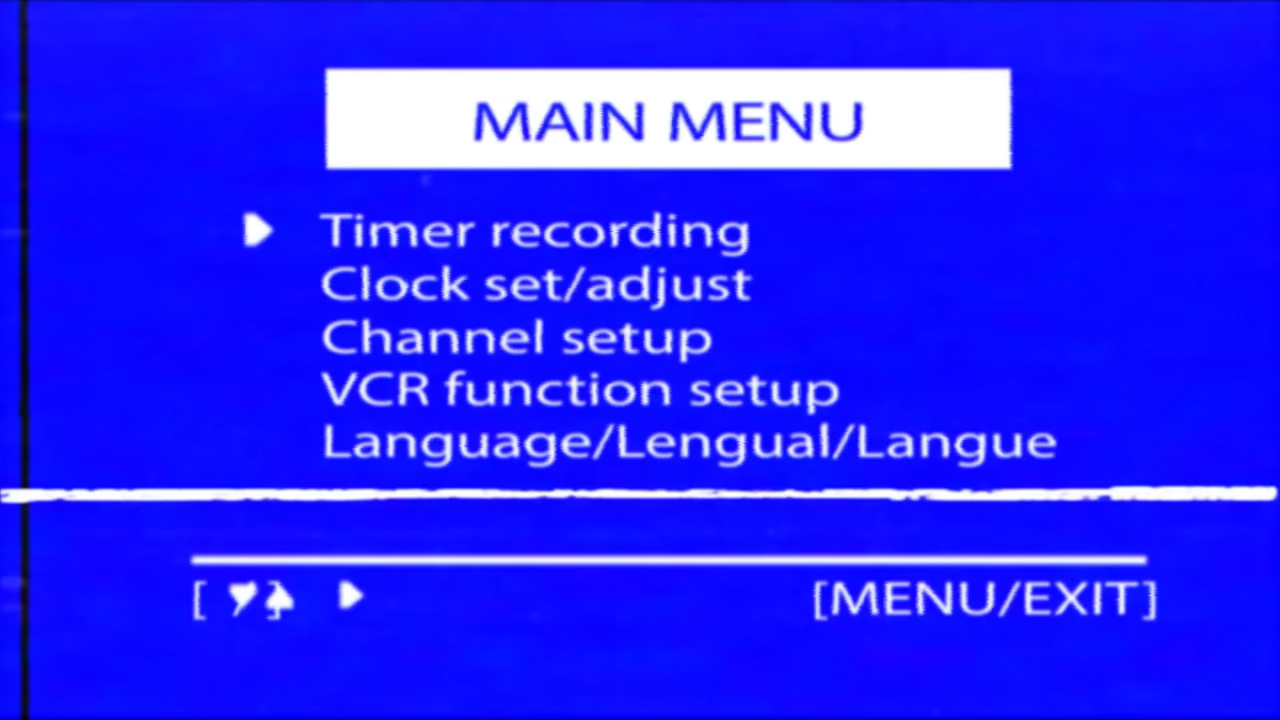 MAIN MENU
Timer recording
Clock set/adjust
Channel setup
VCR function setup
Language/Lengual/Langue
[ ▼▲ ] ▶ [MENU/EXIT]